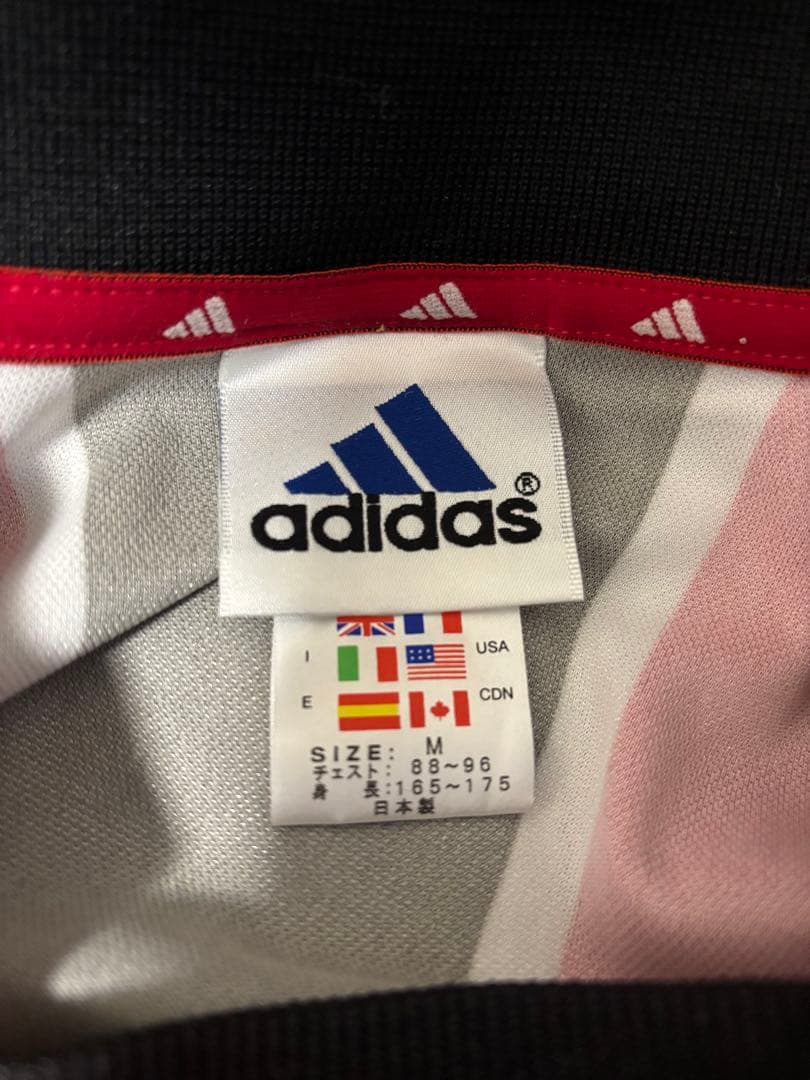 adidas®
I USA
E CDN
SIZE: M
チェスト: 88~96
身 長:165~175
日本製